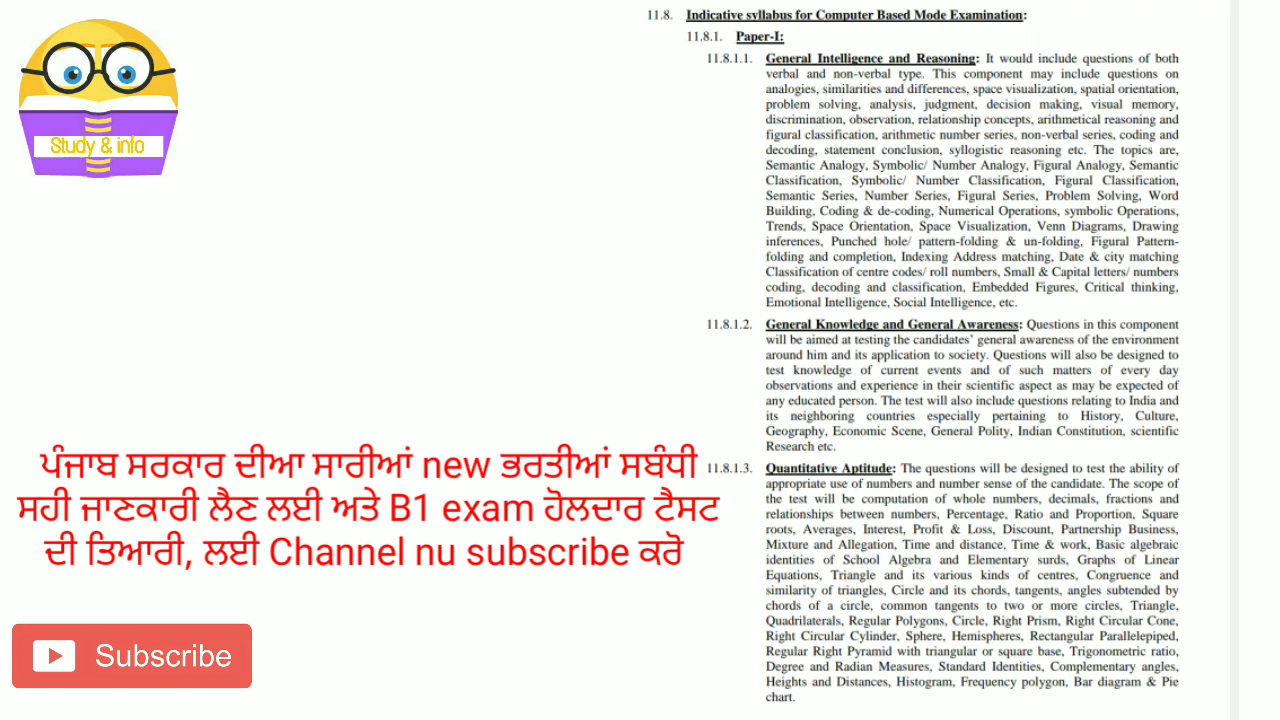 Study & info
11.8. Indicative syllabus for Computer Based Mode Examination:
11.8.1. Paper-I:
11.8.1.1. General Intelligence and Reasoning: It would include questions of both
verbal and non-verbal type. This component may include questions on
analogies, similarities and differences, space visualization, spatial orientation,
problem solving, analysis, judgment, decision making, visual memory,
discrimination, observation, relationship concepts, arithmetical reasoning and
figural classification, arithmetic number series, non-verbal series, coding and
decoding, statement conclusion, syllogistic reasoning etc. The topics are,
Semantic Analogy, Symbolic/ Number Analogy, Figural Analogy, Semantic
Classification, Symbolic/ Number Classification, Figural Classification,
Semantic Series, Number Series, Figural Series, Problem Solving, Word
Building, Coding & de-coding, Numerical Operations, symbolic Operations,
Trends, Space Orientation, Space Visualization, Venn Diagrams, Drawing
inferences, Punched hole/ pattern-folding & un-folding, Figural Pattern-
folding and completion, Indexing Address matching, Date & city matching
Classification of centre codes/ roll numbers, Small & Capital letters/ numbers
coding, decoding and classification, Embedded Figures, Critical thinking,
Emotional Intelligence, Social Intelligence, etc.
11.8.1.2. General Knowledge and General Awareness: Questions in this component
will be aimed at testing the candidates' general awareness of the environment
around him and its application to society. Questions will also be designed to
test knowledge of current events and of such matters of every day
observations and experience in their scientific aspect as may be expected of
any educated person. The test will also include questions relating to India and
its neighboring countries especially pertaining to History, Culture,
Geography, Economic Scene, General Polity, Indian Constitution, scientific
Research etc.
11.8.1.3. Quantitative Aptitude: The questions will be designed to test the ability of
appropriate use of numbers and number sense of the candidate. The scope of
the test will be computation of whole numbers, decimals, fractions and
relationships between numbers, Percentage, Ratio and Proportion, Square
roots, Averages, Interest, Profit & Loss, Discount, Partnership Business,
Mixture and Allegation, Time and distance, Time & work, Basic algebraic
identities of School Algebra and Elementary surds, Graphs of Linear
Equations, Triangle and its various kinds of centres, Congruence and
similarity of triangles, Circle and its chords, tangents, angles subtended by
chords of a circle, common tangents to two or more circles, Triangle,
Quadrilaterals, Regular Polygons, Circle, Right Prism, Right Circular Cone,
Right Circular Cylinder, Sphere, Hemispheres, Rectangular Parallelepiped,
Regular Right Pyramid with triangular or square base, Trigonometric ratio,
Degree and Radian Measures, Standard Identities, Complementary angles,
Heights and Distances, Histogram, Frequency polygon, Bar diagram & Pie
chart.
ਪੰਜਾਬ ਸਰਕਾਰ ਦੀਆ ਸਾਰੀਆਂ new ਭਰਤੀਆਂ ਸਬੰਧੀ
ਸਹੀ ਜਾਣਕਾਰੀ ਲੈਣ ਲਈ ਅਤੇ B1 exam ਹੋਲਦਾਰ ਟੈਸਟ
ਦੀ ਤਿਆਰੀ, ਲਈ Channel nu subscribe ਕਰੋ
Subscribe